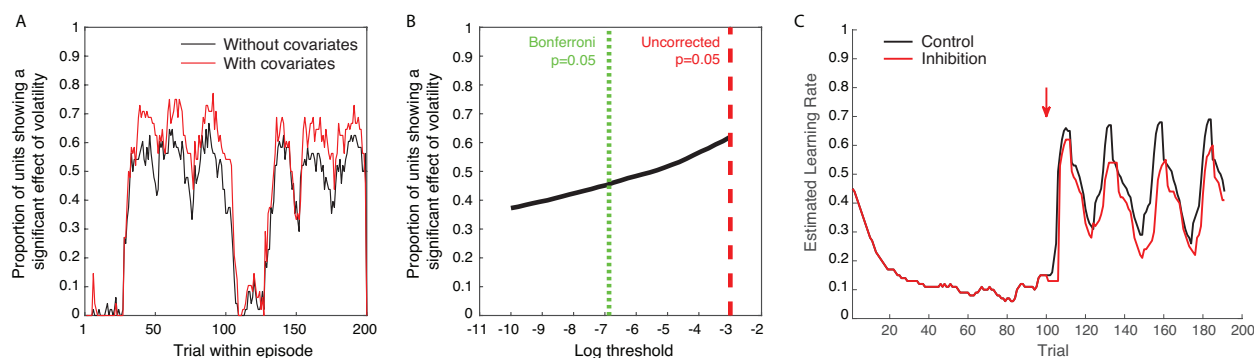 A
Proportion of units showing a
significant effect of volatility
1
0.9
0.8
0.7
0.6
0.5
0.4
0.3
0.2
0.1
0
Without covariates
With covariates
1 50 100 150 200
Trial within episode
B
Proportion of units showing a
significant effect of volatility
1
0.9
0.8
0.7
0.6
0.5
0.4
0.3
0.2
0.1
0
Bonferroni
p=0.05
Uncorrected
p=0.05
-11 -10 -9 -8 -7 -6 -5 -4 -3 -2
Log threshold
C
Estimated Learning Rate
1
0.9
0.8
0.7
0.6
0.5
0.4
0.3
0.2
0.1
0
Control
Inhibition
20 40 60 80 100 120 140 160 180 200
Trial